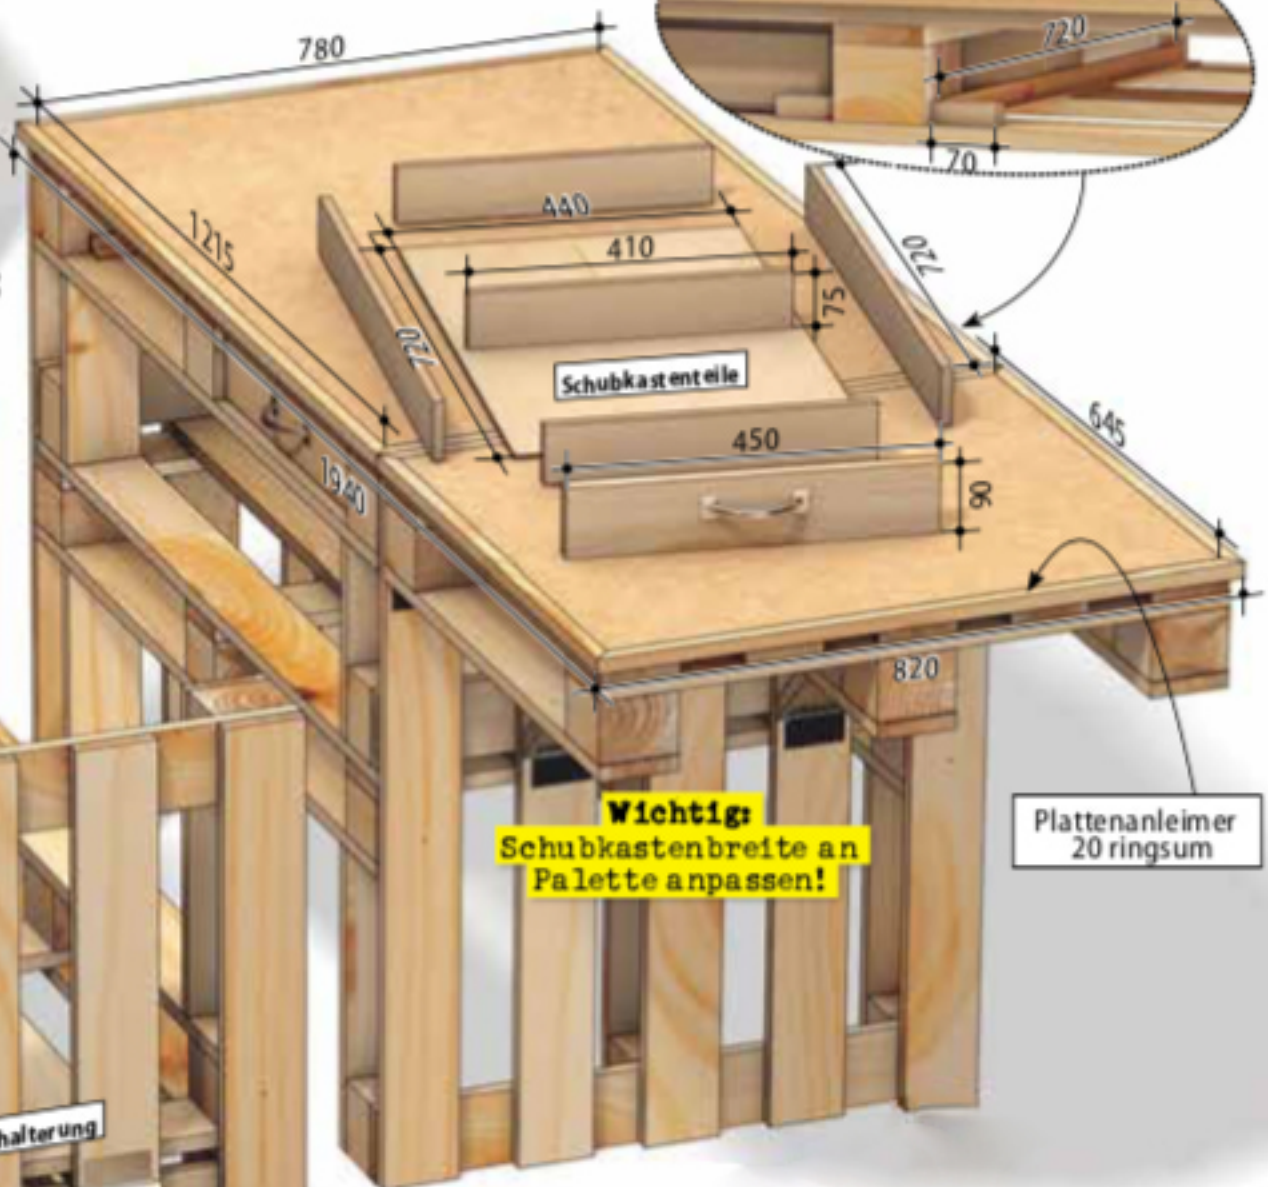 780
720
70
1215
440
410
75
720
720
Schubkastenteile
645
450
90
1940
820
Wichtig:
Schubkastenbreite an
Palette anpassen!
Plattenanleimer
20 ringsum
halterung